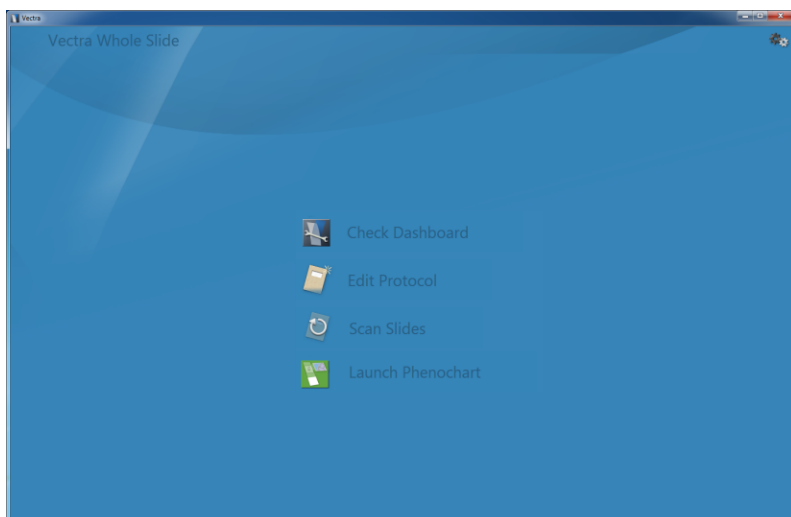 Vectra
Vectra Whole Slide
Check Dashboard
Edit Protocol
Scan Slides
Launch Phenochart